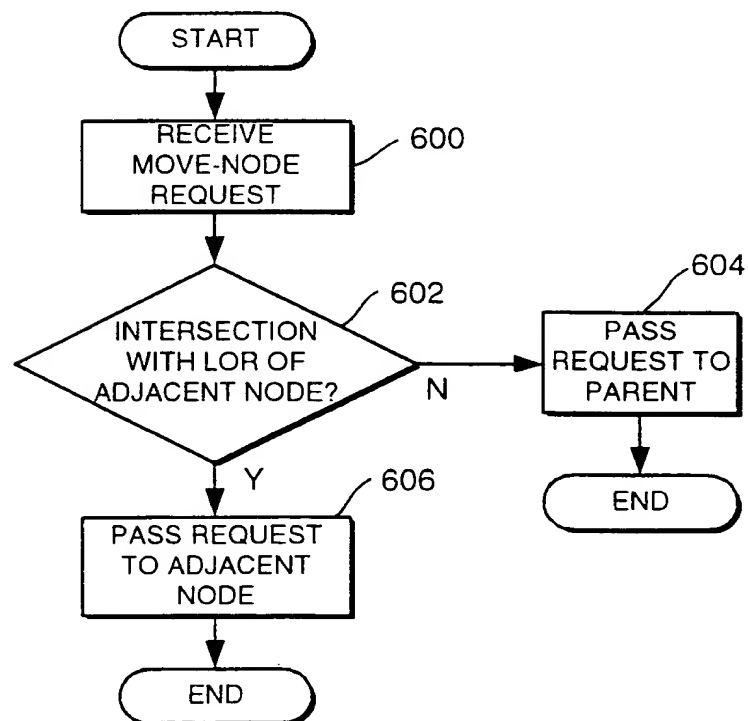 START
RECEIVE
MOVE-NODE
REQUEST
600
INTERSECTION
WITH LOR OF
ADJACENT NODE?
602
N
Y
604
PASS
REQUEST TO
PARENT
END
606
PASS REQUEST
TO ADJACENT
NODE
END